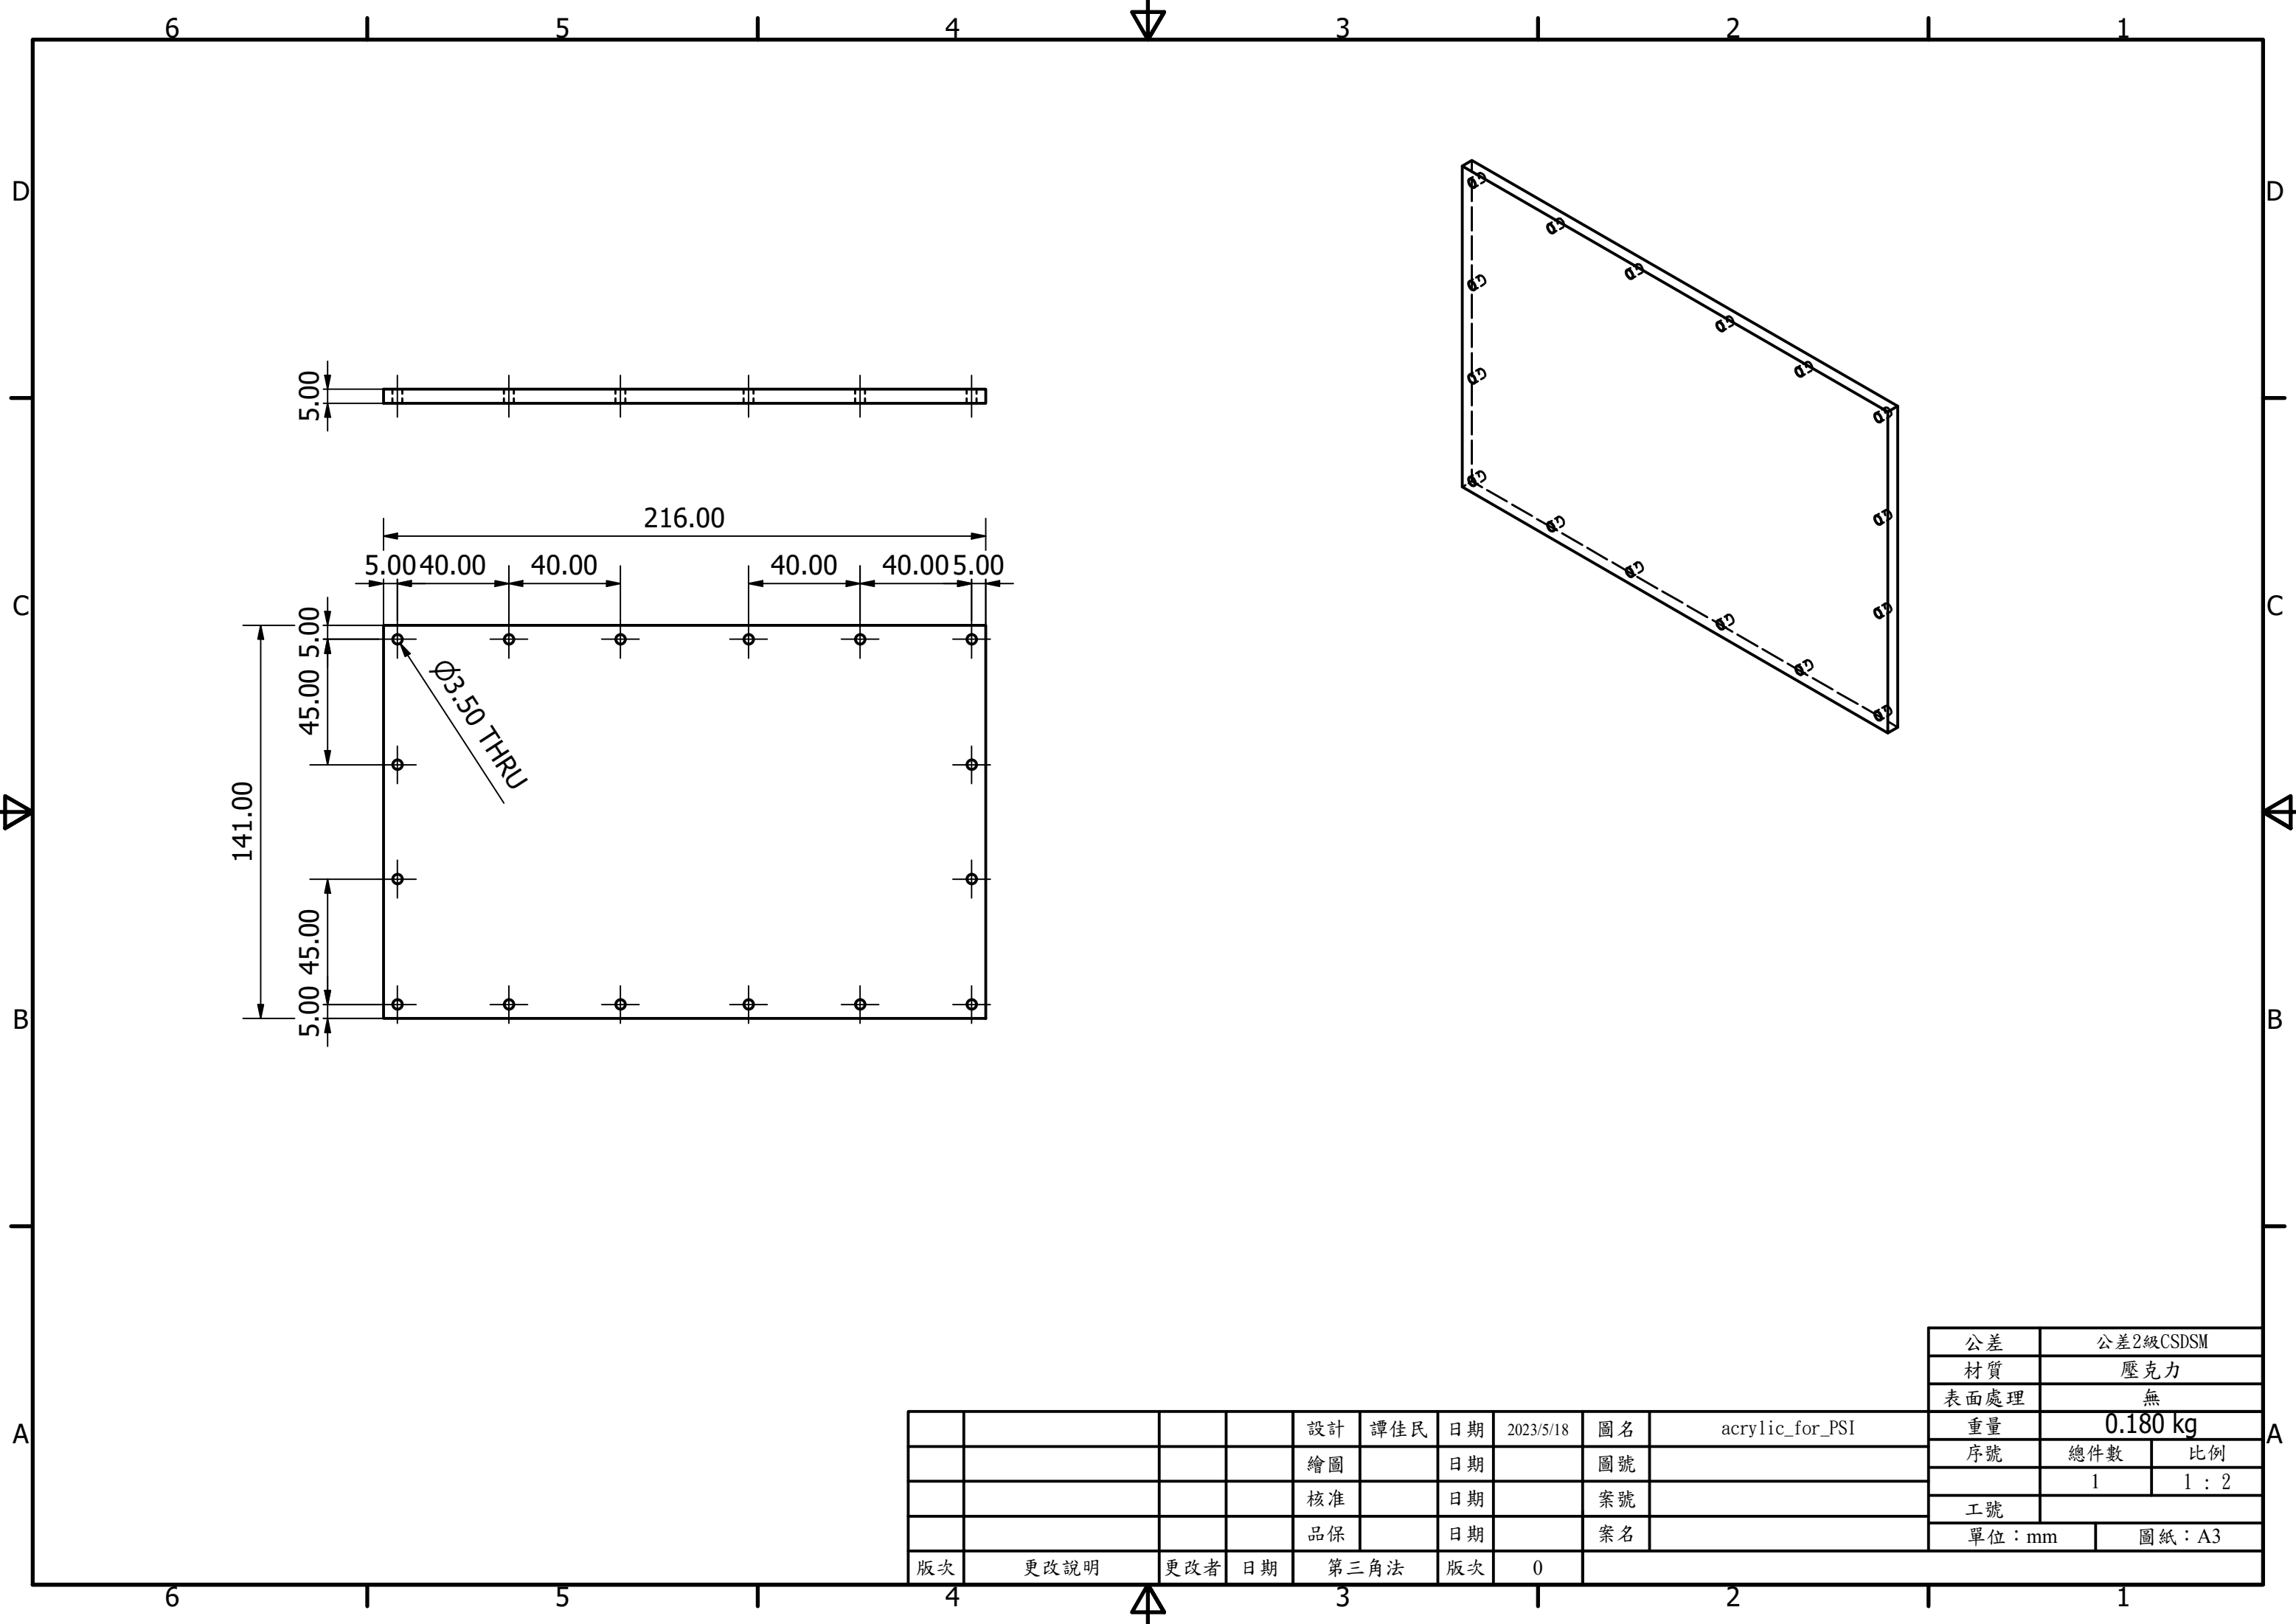 6 5 4 3 2 1
D D
5.00
216.00
5.00 40.00 40.00 40.00 40.00 5.00
C C
5.00
45.00
Ø3.50 THRU
141.00
45.00
5.00
B B
公差 公差2級CSDSM
材質 壓克力
表面處理 無
設計 譚佳民 日期 2023/5/18 圖名 acrylic_for_PSI 重量 0.180 kg
A A
繪圖 日期 圖號 序號 總件數 比例
1 1 : 2
核准 日期 案號 工號
品保 日期 案名 單位：mm 圖紙：A3
版次 更改說明 更改者 日期 第三角法 版次 0
6 5 4 3 2 1